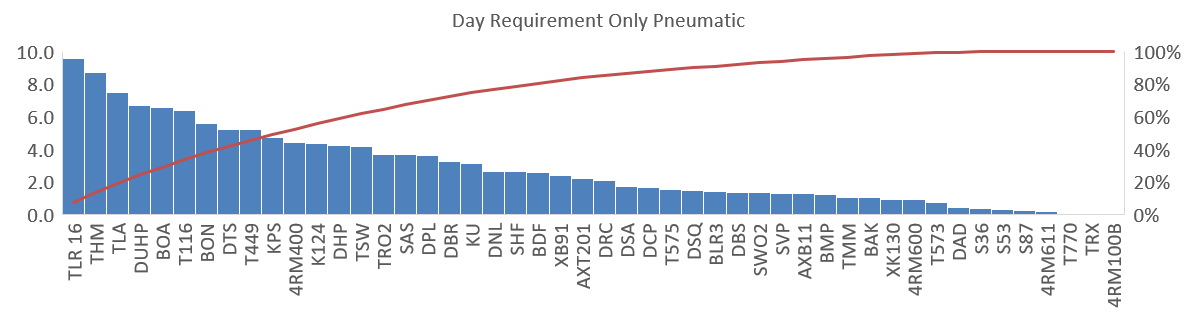 Day Requirement Only Pneumatic
10.0
8.0
6.0
4.0
2.0
0.0
100%
80%
60%
40%
20%
0%
TLR 16
THM
TLA
DUHP
BOA
T116
BON
DTS
T449
KPS
4RM400
K124
DHP
TSW
TRO2
SAS
DPL
DBR
KU
DNL
SHF
BDF
XB91
AXT201
DRC
DSA
DCP
T575
DSQ
BLR3
DBS
SWO2
SVP
AXB11
BMP
TMM
BAK
XK130
4RM600
T573
DAD
S36
S53
S87
4RM611
T770
TRX
4RM100B